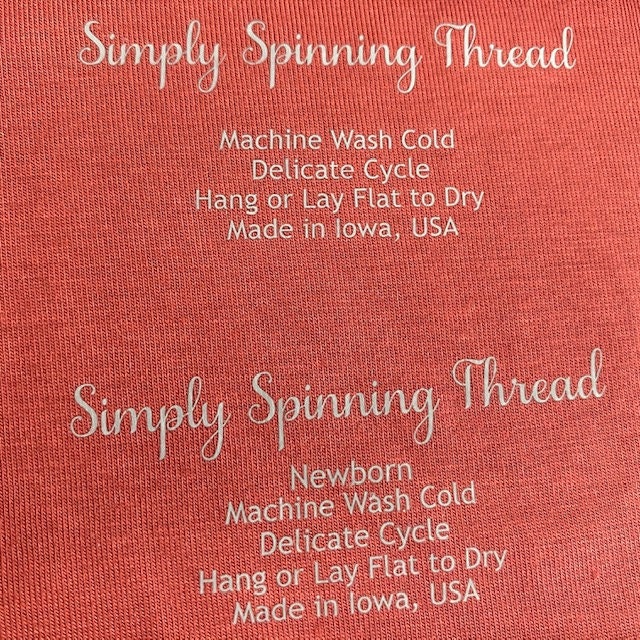 Simply Spinning Thread
Machine Wash Cold
Delicate Cycle
Hang or Lay Flat to Dry
Made in Iowa, USA
Simply Spinning Thread
Newborn
Machine Wash Cold
Delicate Cycle
Hang or Lay Flat to Dry
Made in Iowa, USA